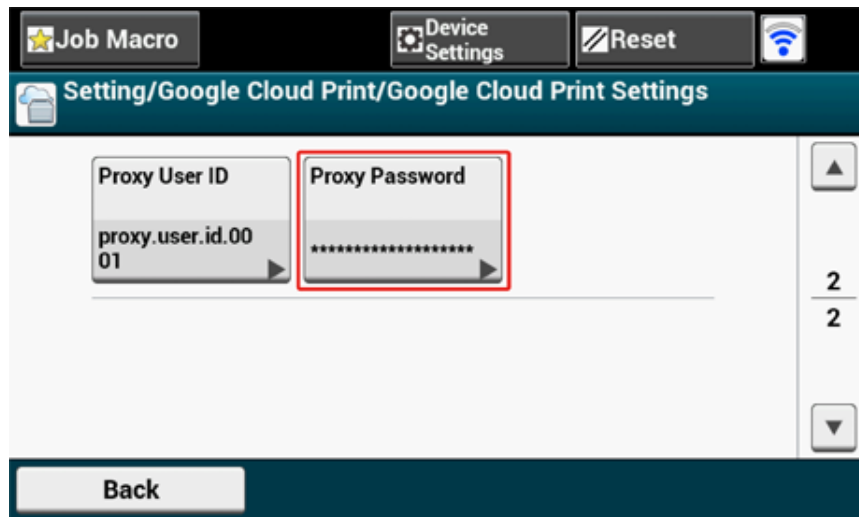 Job Macro
Device
Settings
Reset
Setting/Google Cloud Print/Google Cloud Print Settings
Proxy User ID
proxy.user.id.00
01
Proxy Password
*******************
2
2
Back